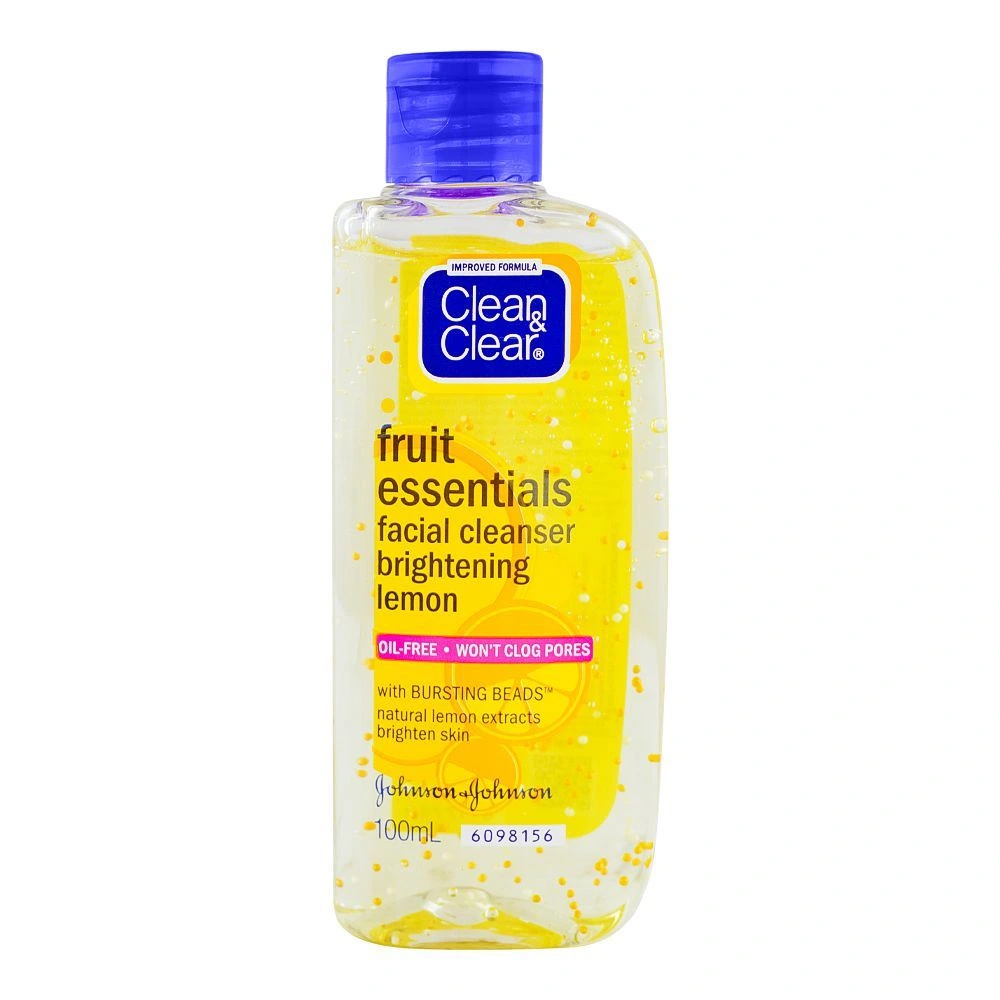 IMPROVED FORMULA
Clean
&
Clear®
fruit
essentials
facial cleanser
brightening
lemon
OIL-FREE • WON'T CLOG PORES
with BURSTING BEADS™
natural lemon extracts
brighten skin
Johnson & Johnson
100mL 6098156